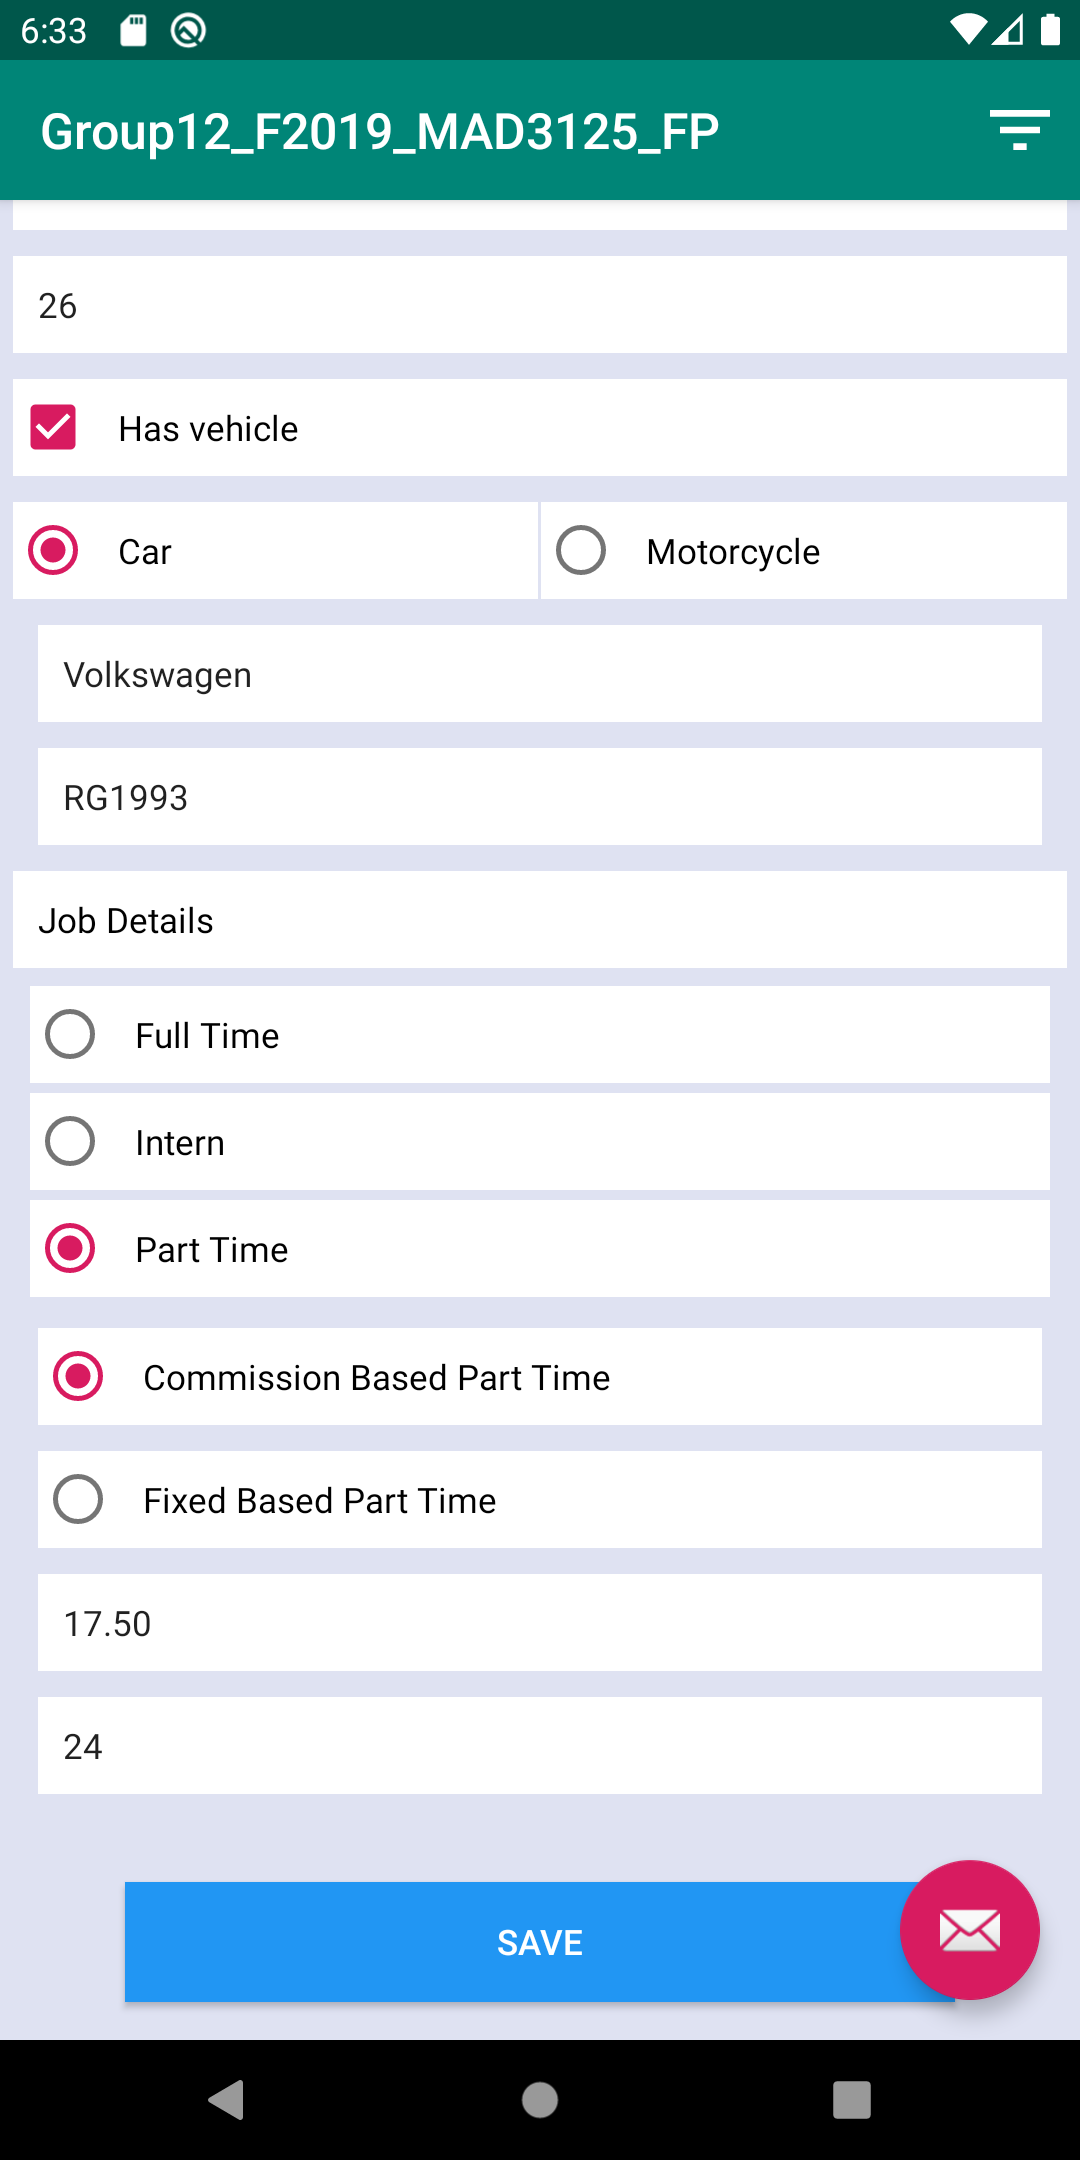 6:33
Group12_F2019_MAD3125_FP
26
Has vehicle
Car
Motorcycle
Volkswagen
RG1993
Job Details
Full Time
Intern
Part Time
Commission Based Part Time
Fixed Based Part Time
17.50
24
SAVE